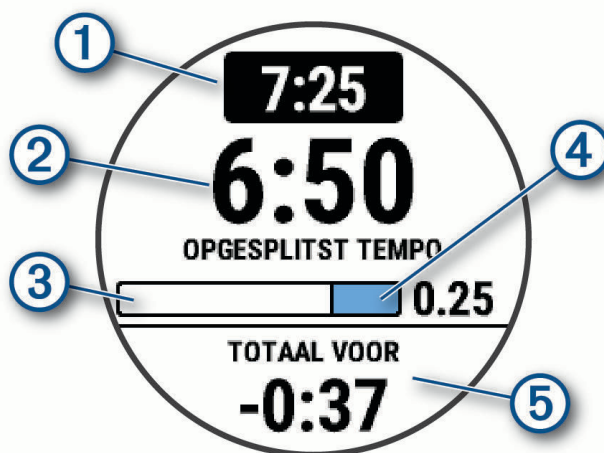 ① 7:25
② 6:50 ④
OPGESPLITST TEMPO
③ 0.25
TOTAAL VOOR
-0:37 ⑤